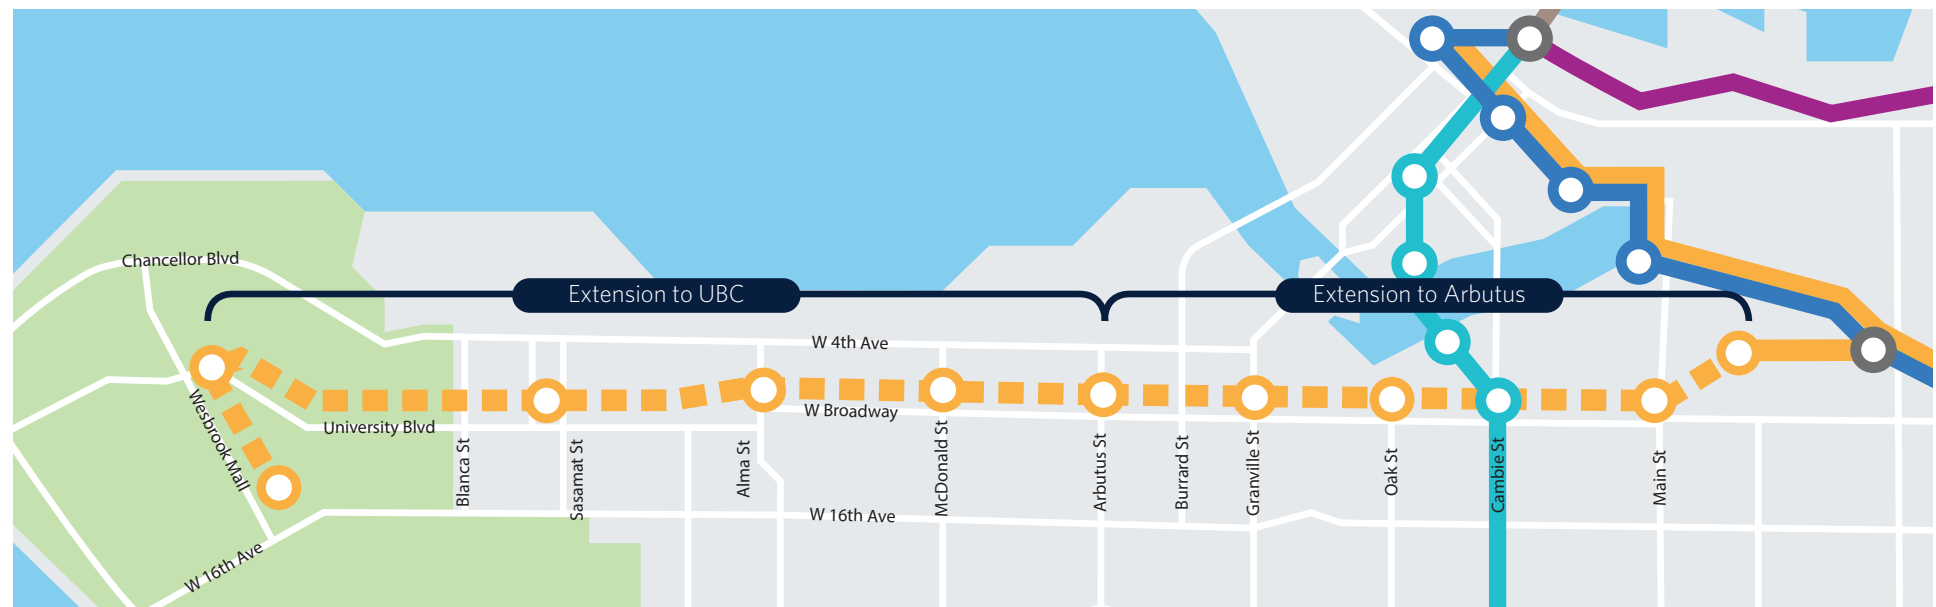 Chancellor Blvd
Extension to UBC
Extension to Arbutus
W 4th Ave
W Broadway
Wesbrook Mall
University Blvd
Blanca St
Sasamat St
Alma St
McDonald St
Arbutus St
Burrard St
Granville St
Oak St
Cambie St
Main St
W 16th Ave
W 16th Ave